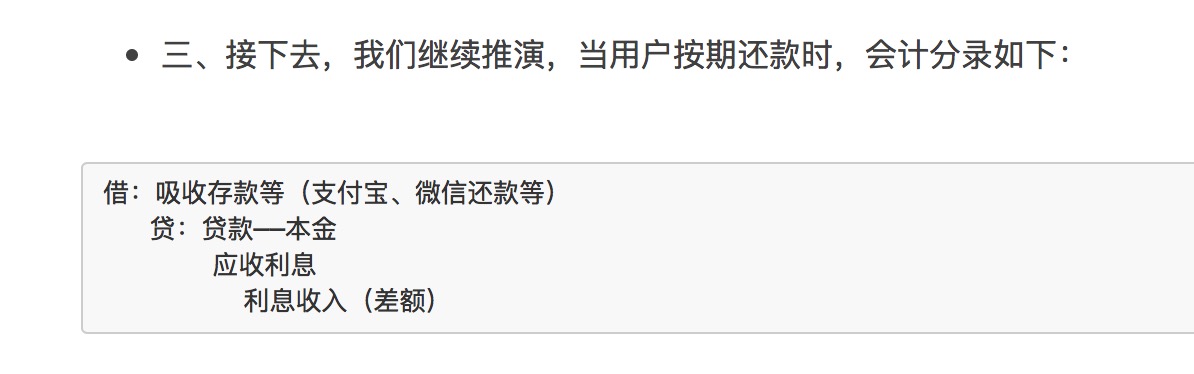 • 三、接下去，我们继续推演，当用户按期还款时，会计分录如下：
借：吸收存款等（支付宝、微信还款等）
贷：贷款——本金
应收利息
利息收入（差额）